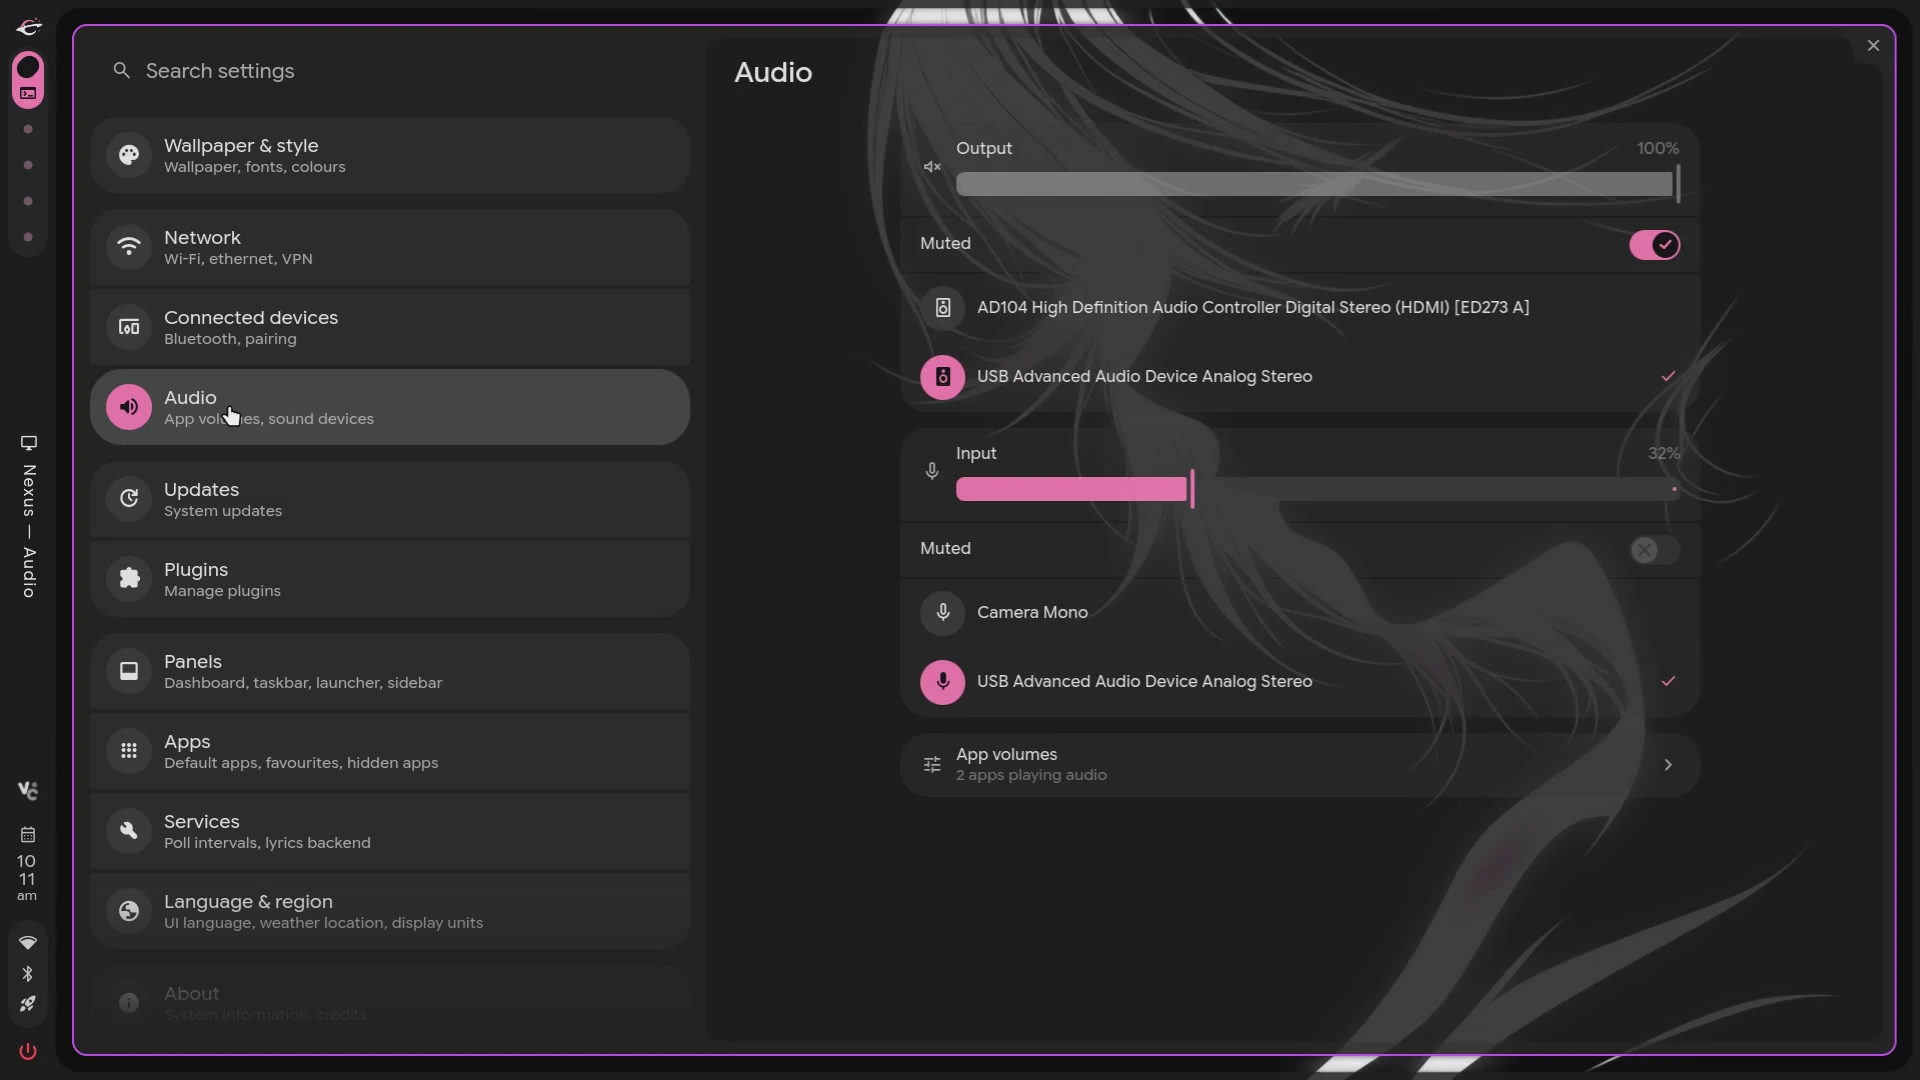 Search settings
Wallpaper & style
Wallpaper, fonts, colours
Network
Wi-Fi, ethernet, VPN
Connected devices
Bluetooth, pairing
Audio
App volumes, sound devices
Updates
System updates
Plugins
Manage plugins
Panels
Dashboard, taskbar, launcher, sidebar
Apps
Default apps, favourites, hidden apps
Services
Poll intervals, lyrics backend
Language & region
UI language, weather location, display units
About
System information, credits
Nexus — Audio
10
11
am
Audio
Output
100%
Muted
AD104 High Definition Audio Controller Digital Stereo (HDMI) [ED273 A]
USB Advanced Audio Device Analog Stereo
Input
32%
Muted
Camera Mono
USB Advanced Audio Device Analog Stereo
App volumes
2 apps playing audio